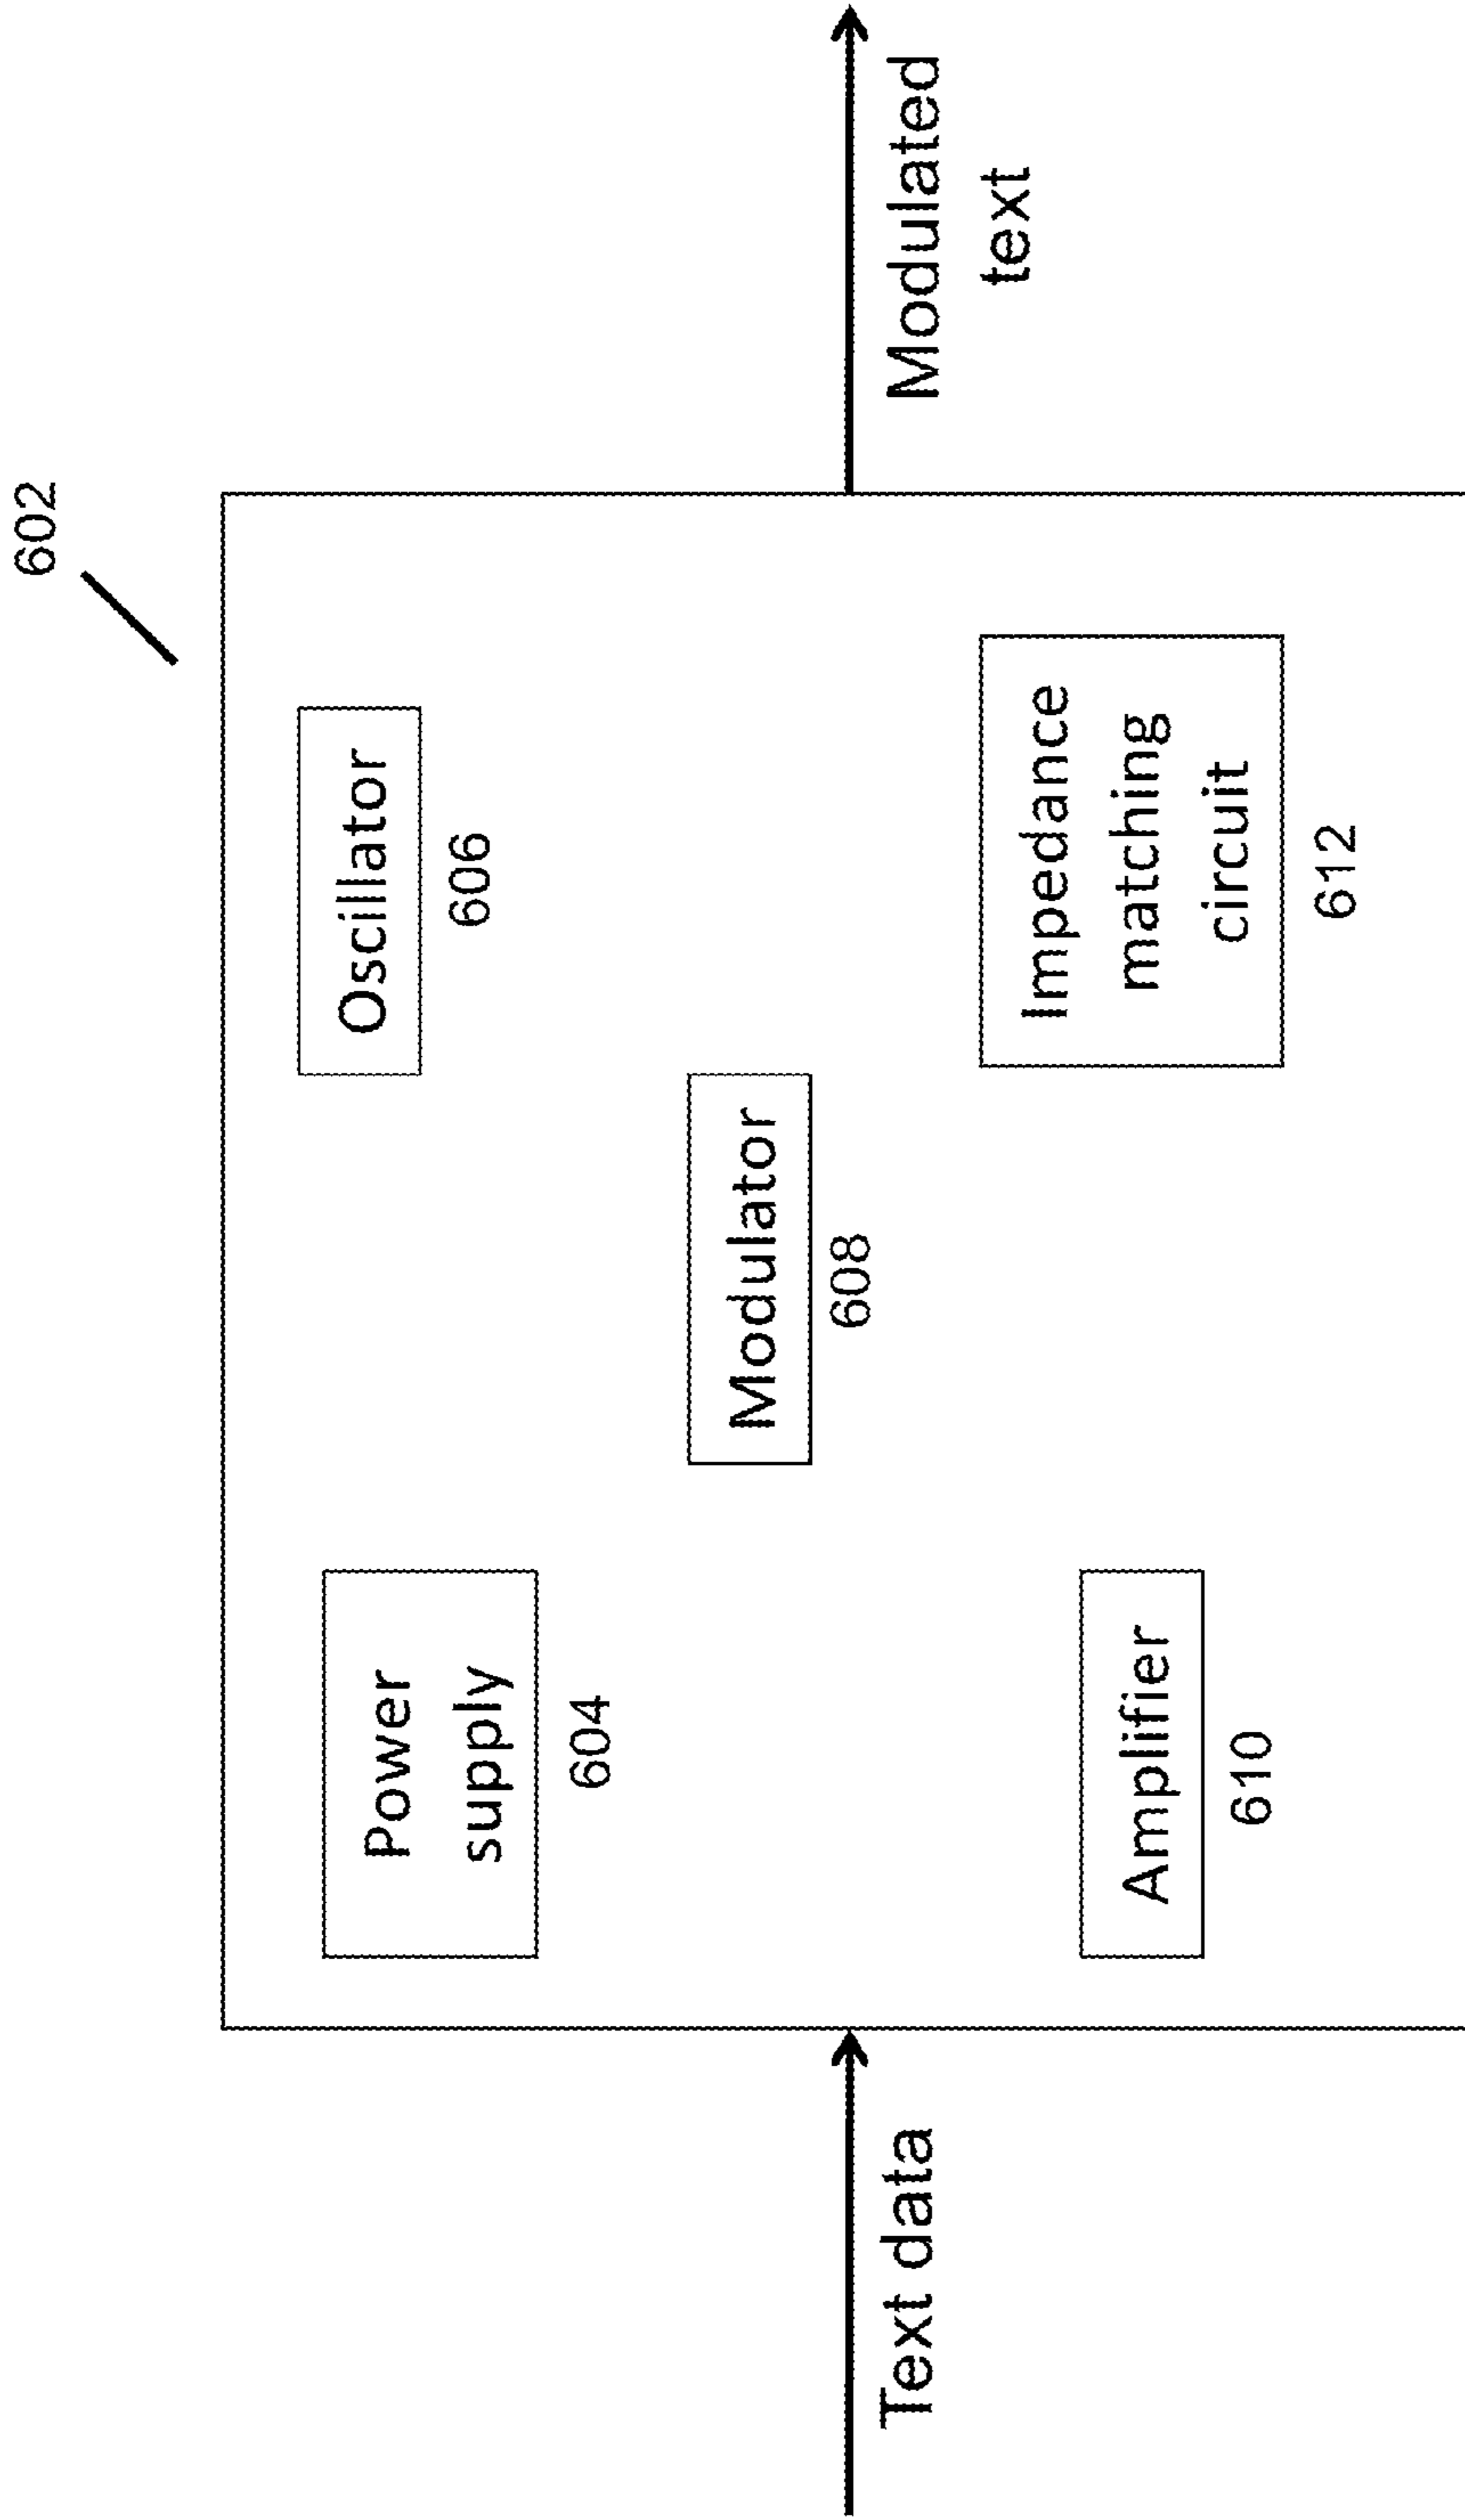 602
Power
supply
604
Oscillator
606
Modulator
608
Text data
Modulated
text
Amplifier
610
Impedance
matching
circuit
612